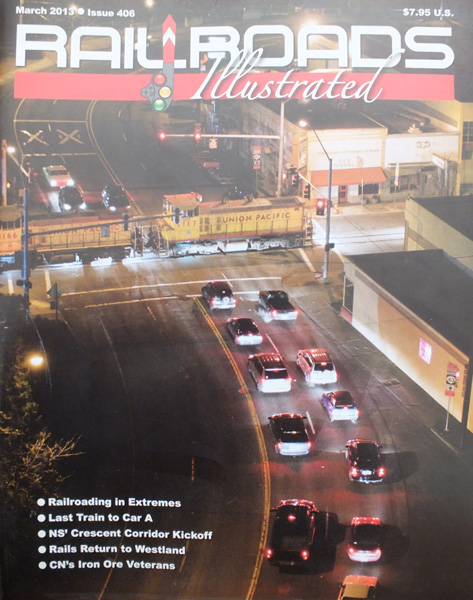 March 2013 ● Issue 406
$7.95 U.S.
RAILROADS
Illustrated
UNION PACIFIC
● Railroading in Extremes
● Last Train to Car A
● NS' Crescent Corridor Kickoff
● Rails Return to Westland
● CN's Iron Ore Veterans